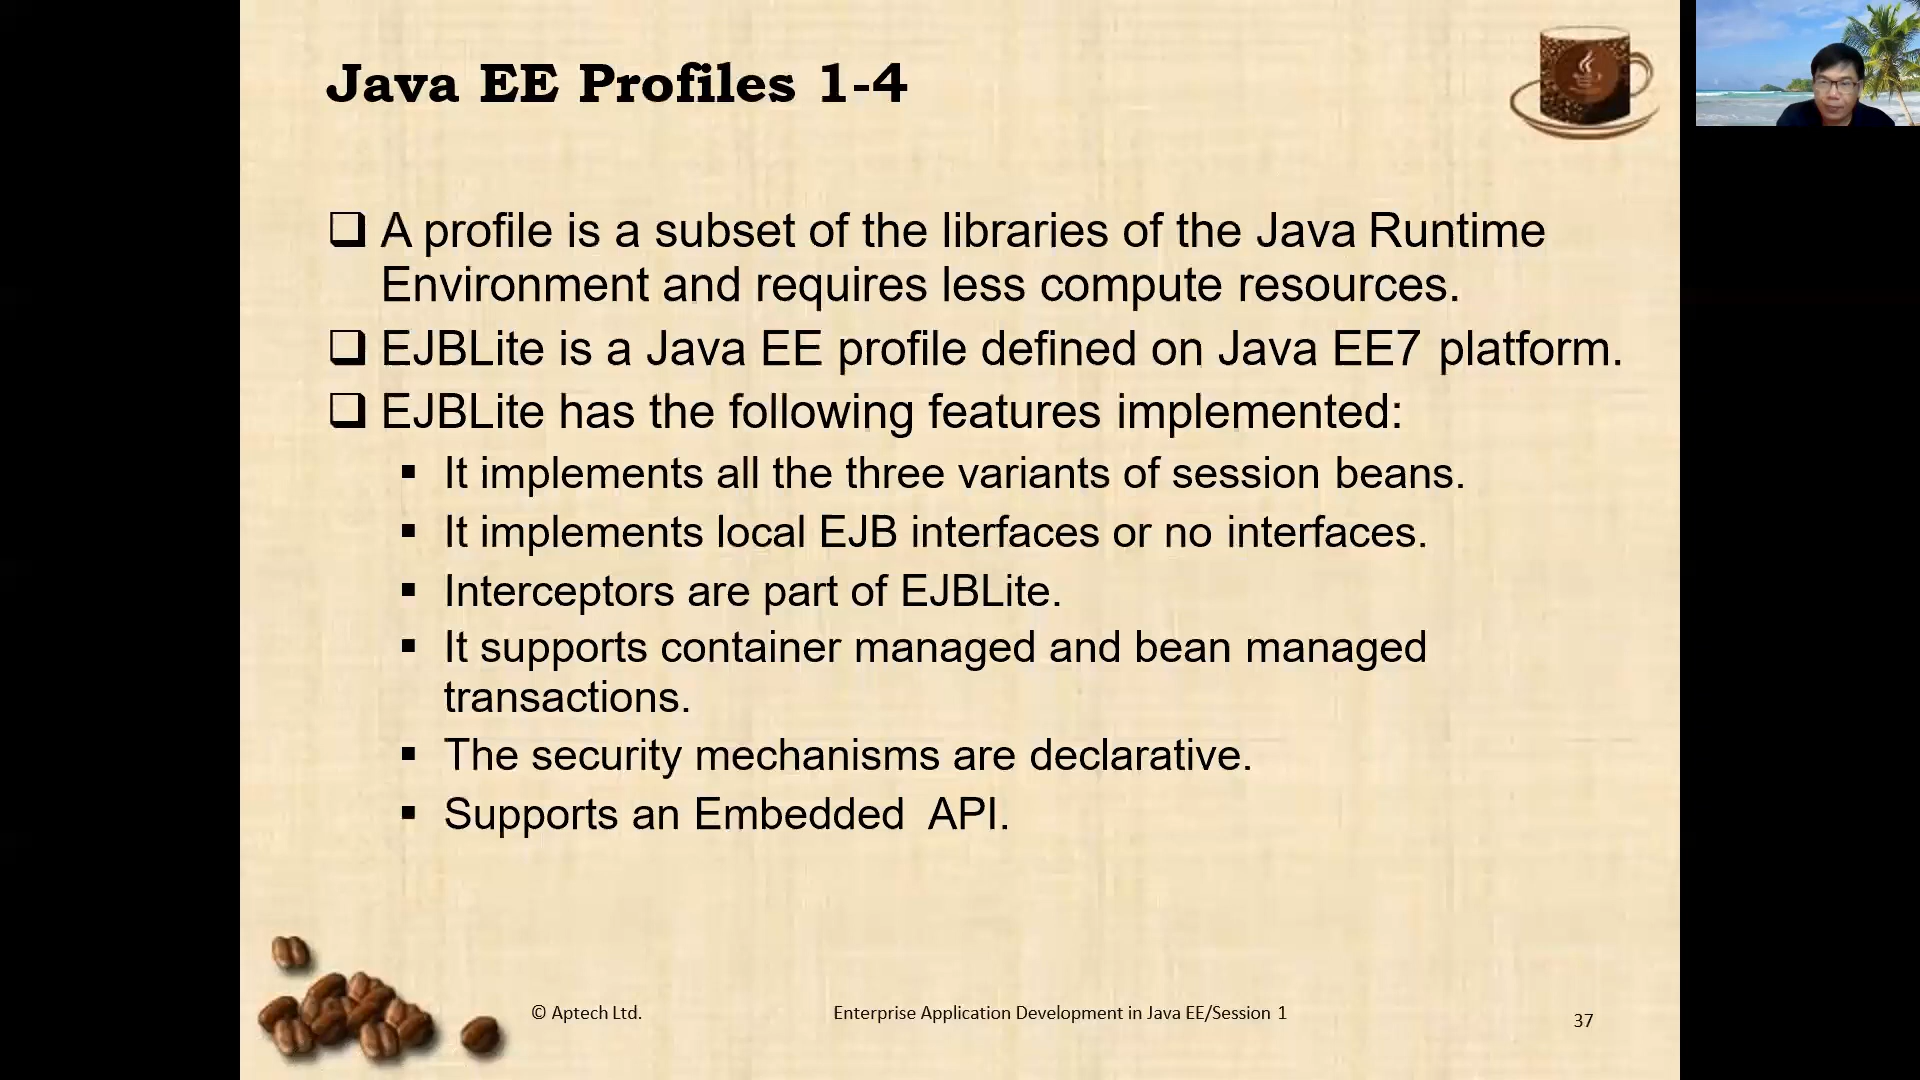 Java EE Profiles 1-4
A profile is a subset of the libraries of the Java Runtime
Environment and requires less compute resources.
EJBLite is a Java EE profile defined on Java EE7 platform.
EJBLite has the following features implemented:
It implements all the three variants of session beans.
It implements local EJB interfaces or no interfaces.
Interceptors are part of EJBLite.
It supports container managed and bean managed
transactions.
The security mechanisms are declarative.
Supports an Embedded  API.
© Aptech Ltd.
Enterprise Application Development in Java EE/Session 1
37